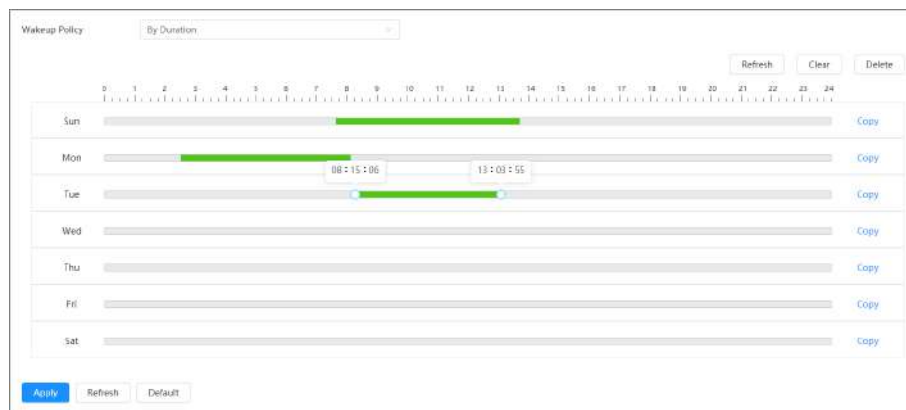 Wakeup Policy By Duration
Refresh Clear Delete
0 1 2 3 4 5 6 7 8 9 10 11 12 13 14 15 16 17 18 19 20 21 22 23 24
Sun Copy
Mon Copy
08:15:06 13:03:55
Tue Copy
Wed Copy
Thu Copy
Fri Copy
Sat Copy
Apply Refresh Default